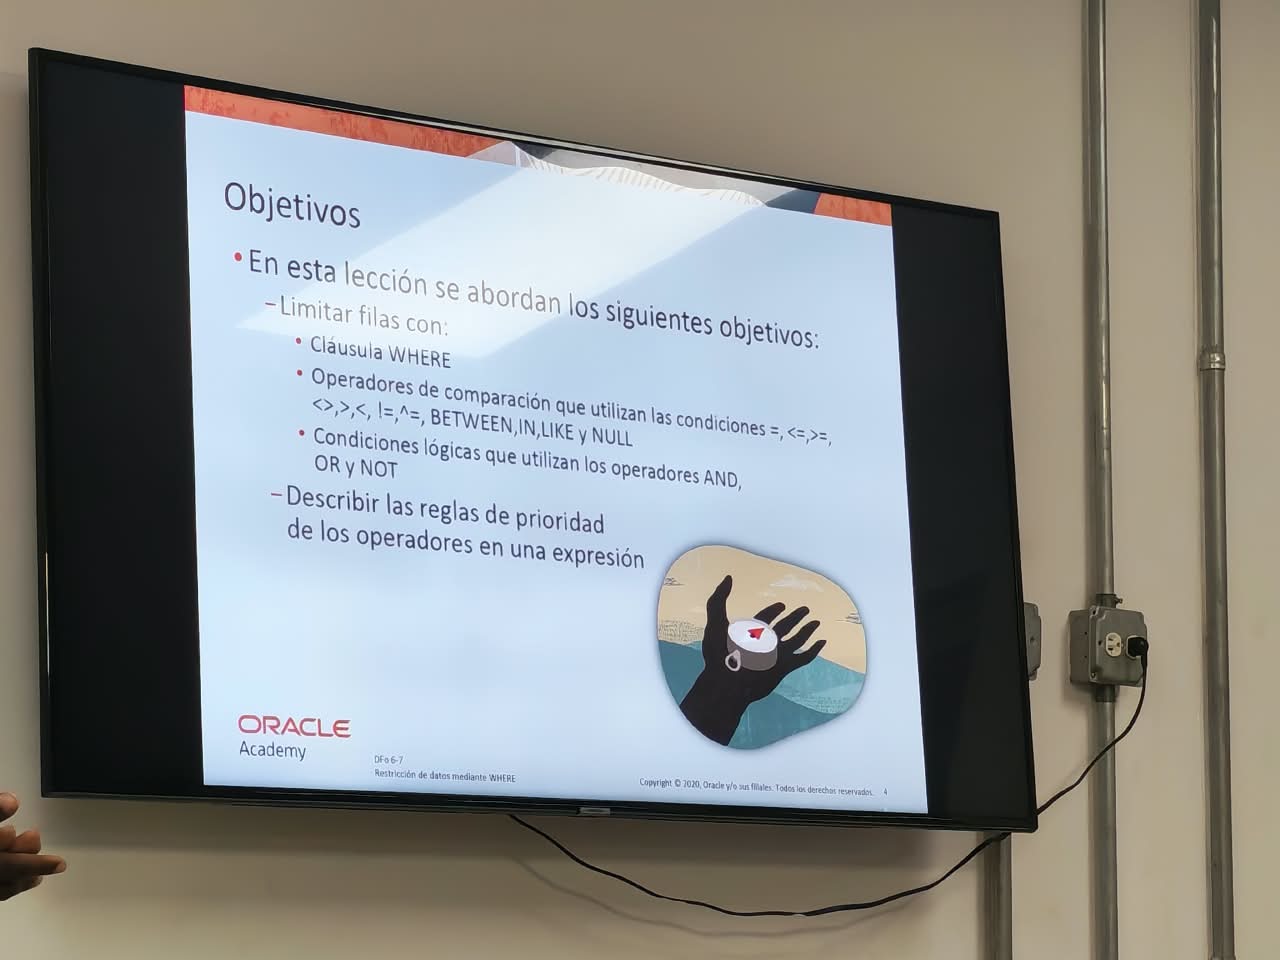 Objetivos
• En esta lección se abordan los siguientes objetivos:
– Limitar filas con:
• Cláusula WHERE
• Operadores de comparación que utilizan las condiciones =, <=,>=,
<>,>,<, !=,^=, BETWEEN,IN,LIKE y NULL
• Condiciones lógicas que utilizan los operadores AND,
OR y NOT
– Describir las reglas de prioridad
de los operadores en una expresión
ORACLE
Academy
DFo 6-7
Restricción de datos mediante WHERE
Copyright © 2020, Oracle y/o sus filiales. Todos los derechos reservados. 4